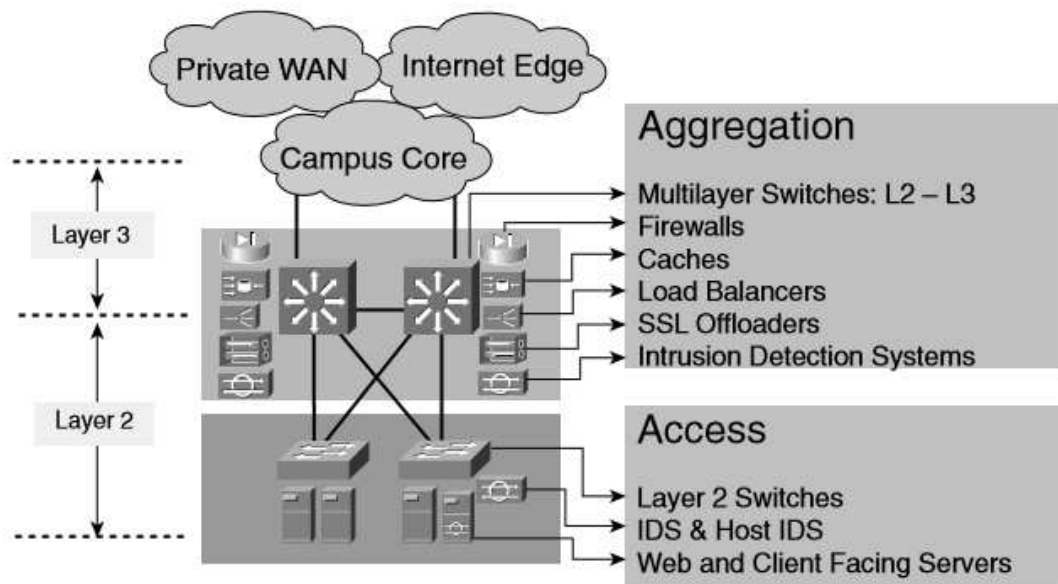 Private WAN
Internet Edge
Campus Core
Layer 3
Layer 2
Aggregation
Multilayer Switches: L2 – L3
Firewalls
Caches
Load Balancers
SSL Offloaders
Intrusion Detection Systems
Access
Layer 2 Switches
IDS & Host IDS
Web and Client Facing Servers